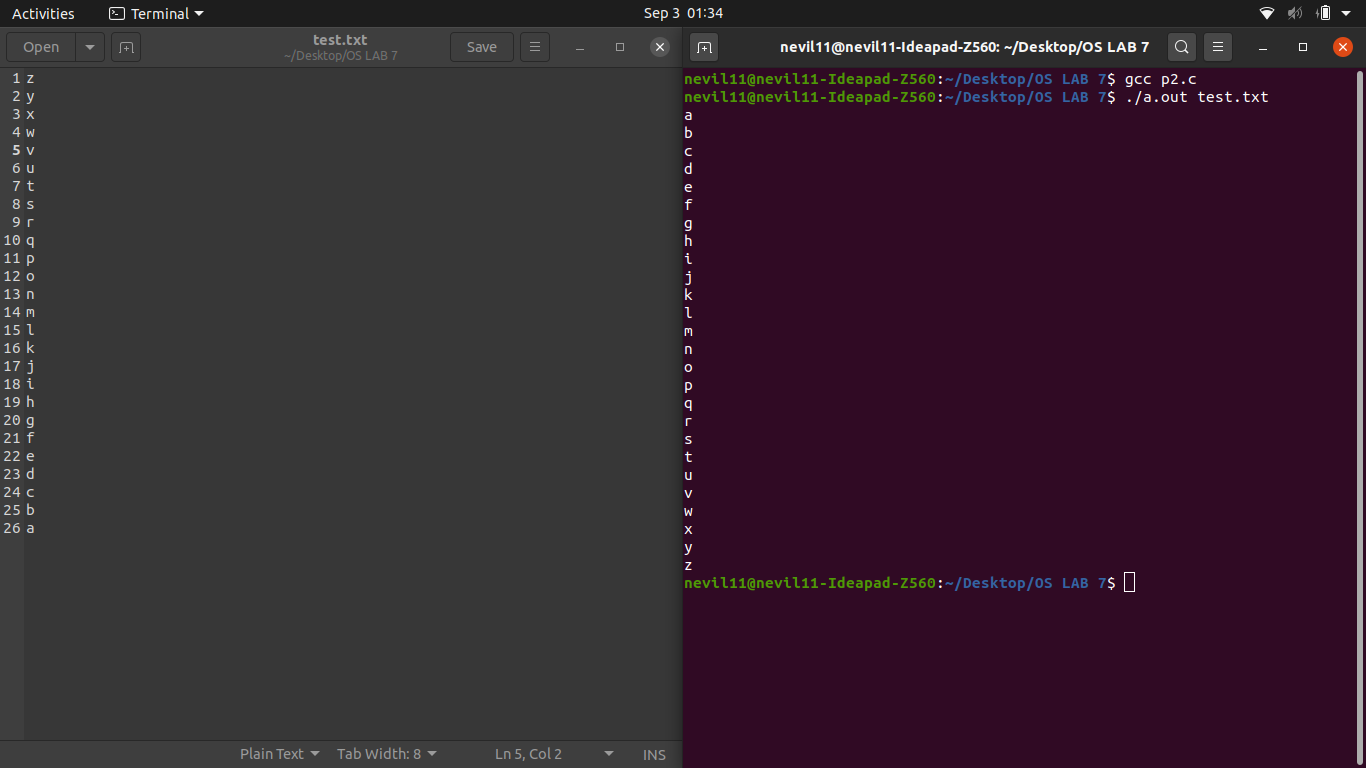 Activities Terminal Sep 3 01:34
Open test.txt Save
~/Desktop/OS LAB 7
1 z
2 y
3 x
4 w
5 v
6 u
7 t
8 s
9 r
10 q
11 p
12 o
13 n
14 m
15 l
16 k
17 j
18 i
19 h
20 g
21 f
22 e
23 d
24 c
25 b
26 a
Plain Text Tab Width: 8 Ln 5, Col 2 INS
nevil11@nevil11-Ideapad-Z560: ~/Desktop/OS LAB 7
nevil11@nevil11-Ideapad-Z560:~/Desktop/OS LAB 7$ gcc p2.c
nevil11@nevil11-Ideapad-Z560:~/Desktop/OS LAB 7$ ./a.out test.txt
a
b
c
d
e
f
g
h
i
j
k
l
m
n
o
p
q
r
s
t
u
v
w
x
y
z
nevil11@nevil11-Ideapad-Z560:~/Desktop/OS LAB 7$